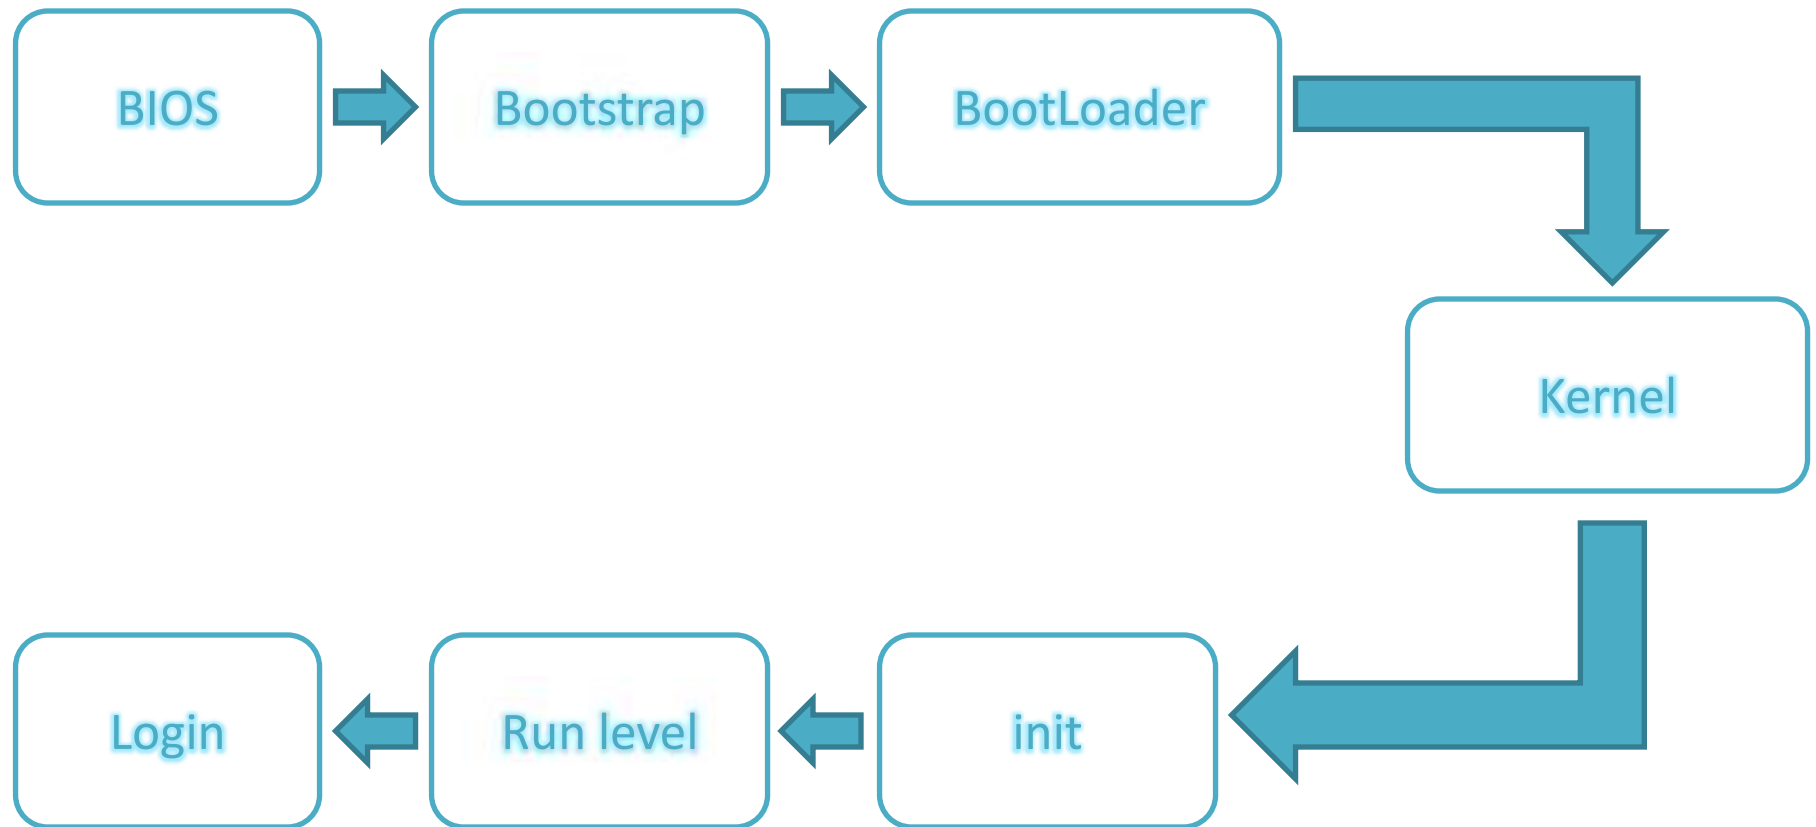 BIOS
Bootstrap
BootLoader
Kernel
init
Run level
Login